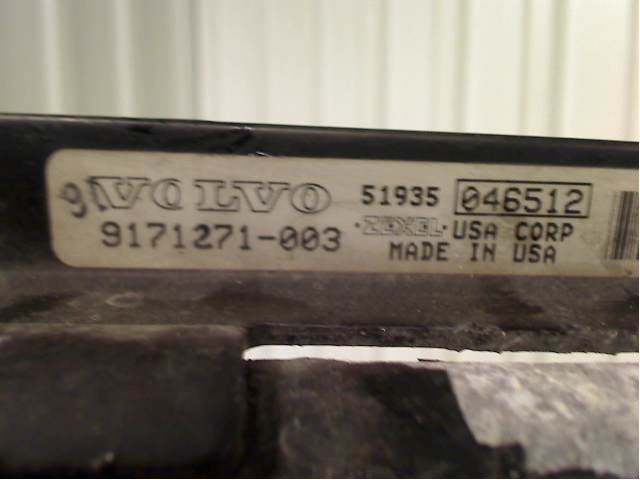 VOLVO 51935 046512
9171271-003 ·ZEXEL· USA CORP
MADE IN USA